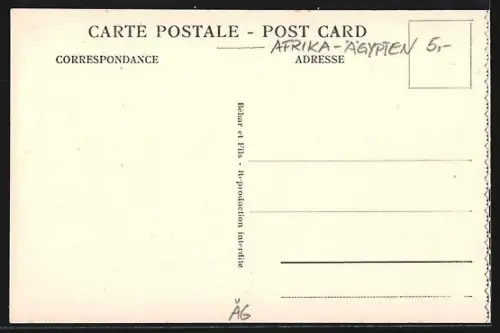 CARTE POSTALE - POST CARD
AFRIKA-ÄGYPTEN 5,-
CORRESPONDANCE
ADRESSE
Béhar et Fils - Reproduction interdite
ÄG